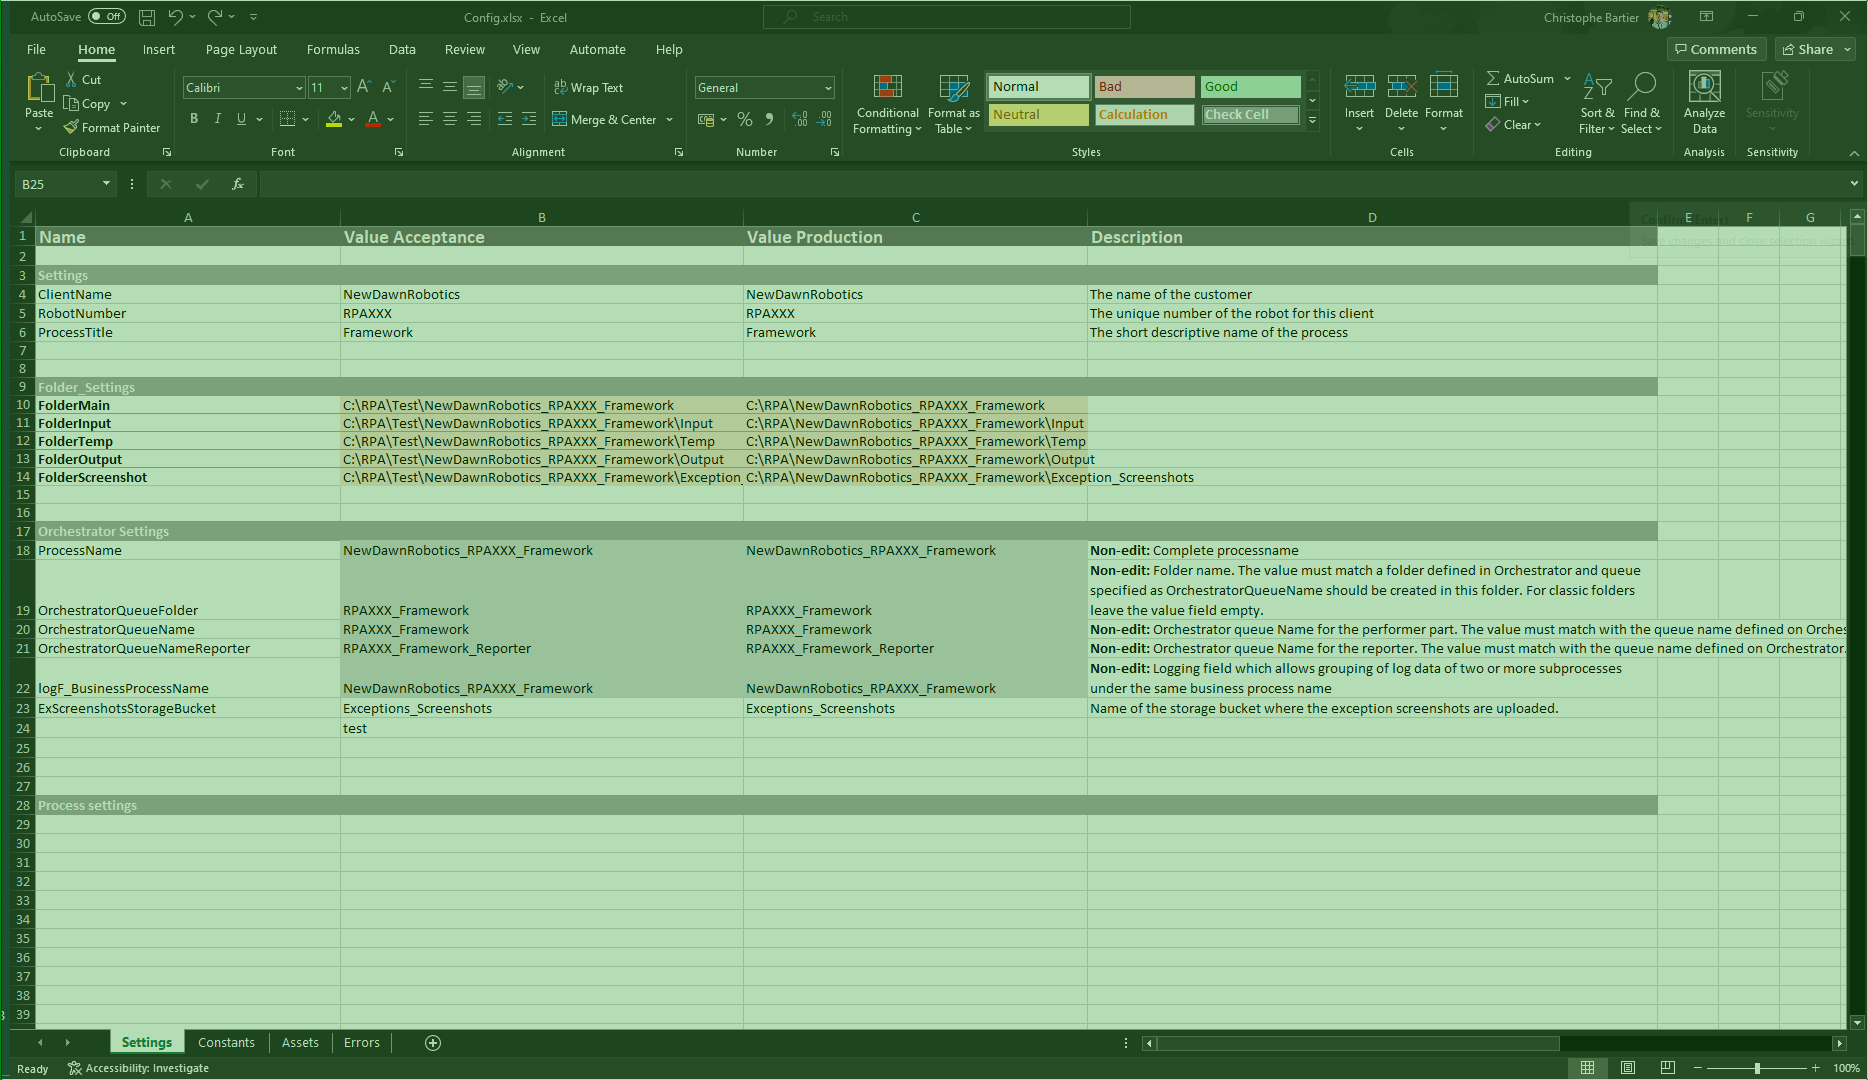 AutoSave Off Config.xlsx - Excel Search Christophe Bartier
File Home Insert Page Layout Formulas Data Review View Automate Help Comments Share
Paste Cut Copy Format Painter Clipboard
Calibri 11 B I U A A A Font
Wrap Text Merge & Center Alignment
General % Number
Conditional Formatting Format as Table Normal Bad Good Neutral Calculation Check Cell Styles
Insert Delete Format Cells
AutoSum Fill Clear Sort & Filter Find & Select Editing
Analyze Data Analysis
Sensitivity Sensitivity
B25 fx
A B C D E F G
1 Name Value Acceptance Value Production Description
2
3 Settings
4 ClientName NewDawnRobotics NewDawnRobotics The name of the customer
5 RobotNumber RPAXXX RPAXXX The unique number of the robot for this client
6 ProcessTitle Framework Framework The short descriptive name of the process
7
8
9 Folder_Settings
10 FolderMain C:\RPA\Test\NewDawnRobotics_RPAXXX_Framework C:\RPA\NewDawnRobotics_RPAXXX_Framework
11 FolderInput C:\RPA\Test\NewDawnRobotics_RPAXXX_Framework\Input C:\RPA\NewDawnRobotics_RPAXXX_Framework\Input
12 FolderTemp C:\RPA\Test\NewDawnRobotics_RPAXXX_Framework\Temp C:\RPA\NewDawnRobotics_RPAXXX_Framework\Temp
13 FolderOutput C:\RPA\Test\NewDawnRobotics_RPAXXX_Framework\Output C:\RPA\NewDawnRobotics_RPAXXX_Framework\Output
14 FolderScreenshot C:\RPA\Test\NewDawnRobotics_RPAXXX_Framework\Exception_ C:\RPA\NewDawnRobotics_RPAXXX_Framework\Exception_Screenshots
15
16
17 Orchestrator Settings
18 ProcessName NewDawnRobotics_RPAXXX_Framework NewDawnRobotics_RPAXXX_Framework Non-edit: Complete processname
Non-edit: Folder name. The value must match a folder defined in Orchestrator and queue
specified as OrchestratorQueueName should be created in this folder. For classic folders
19 OrchestratorQueueFolder RPAXXX_Framework RPAXXX_Framework leave the value field empty.
20 OrchestratorQueueName RPAXXX_Framework RPAXXX_Framework Non-edit: Orchestrator queue Name for the performer part. The value must match with the queue name defined on Orches
21 OrchestratorQueueNameReporter RPAXXX_Framework_Reporter RPAXXX_Framework_Reporter Non-edit: Orchestrator queue Name for the reporter. The value must match with the queue name defined on Orchestrator.
Non-edit: Logging field which allows grouping of log data of two or more subprocesses
22 logF_BusinessProcessName NewDawnRobotics_RPAXXX_Framework NewDawnRobotics_RPAXXX_Framework under the same business process name
23 ExScreenshotsStorageBucket Exceptions_Screenshots Exceptions_Screenshots Name of the storage bucket where the exception screenshots are uploaded.
24 test
25
26
27
28 Process settings
29
30
31
32
33
34
35
36
37
38
39
Settings Constants Assets Errors
Ready Accessibility: Investigate 100%